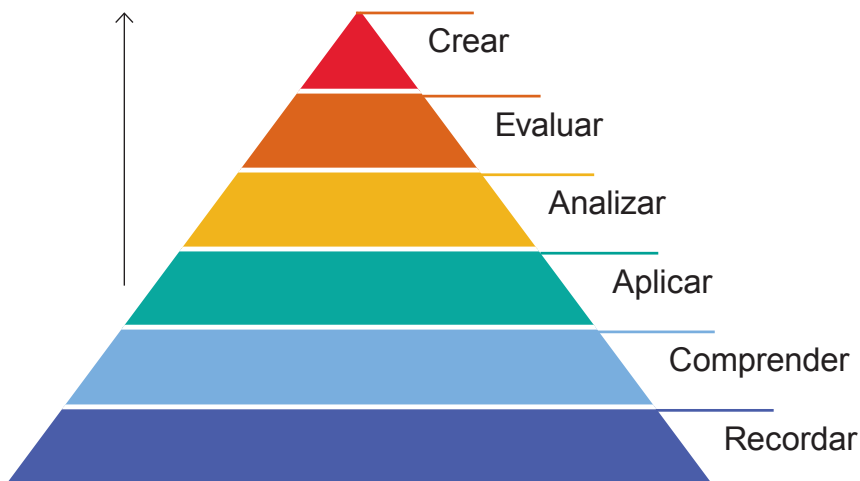 Crear
Evaluar
Analizar
Aplicar
Comprender
Recordar